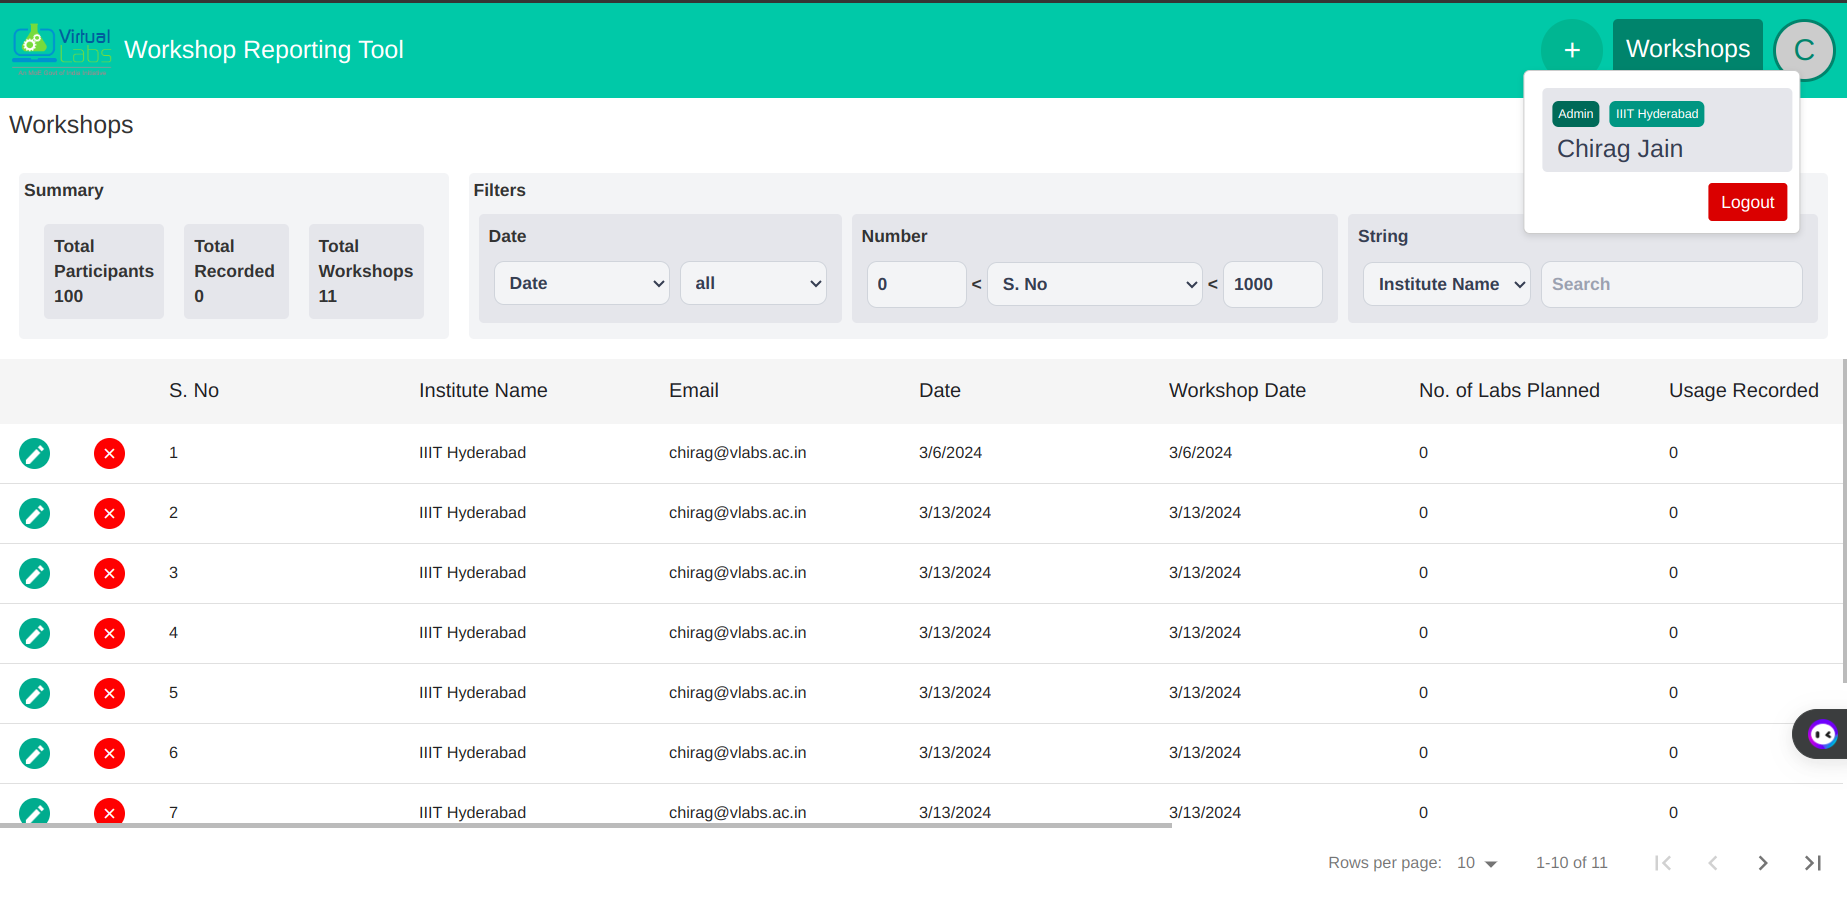 Virtual
Labs
Workshop Reporting Tool
+
Workshops
C
Admin
IIIT Hyderabad
Chirag Jain
Logout
Workshops
Summary
Total
Participants
100
Total
Recorded
0
Total
Workshops
11
Filters
Date
Date
all
Number
0
<
S. No
<
1000
String
Institute Name
Search
S. No Institute Name Email Date Workshop Date No. of Labs Planned Usage Recorded
1 IIIT Hyderabad chirag@vlabs.ac.in 3/6/2024 3/6/2024 0 0
2 IIIT Hyderabad chirag@vlabs.ac.in 3/13/2024 3/13/2024 0 0
3 IIIT Hyderabad chirag@vlabs.ac.in 3/13/2024 3/13/2024 0 0
4 IIIT Hyderabad chirag@vlabs.ac.in 3/13/2024 3/13/2024 0 0
5 IIIT Hyderabad chirag@vlabs.ac.in 3/13/2024 3/13/2024 0 0
6 IIIT Hyderabad chirag@vlabs.ac.in 3/13/2024 3/13/2024 0 0
7 IIIT Hyderabad chirag@vlabs.ac.in 3/13/2024 3/13/2024 0 0
Rows per page: 10 1-10 of 11